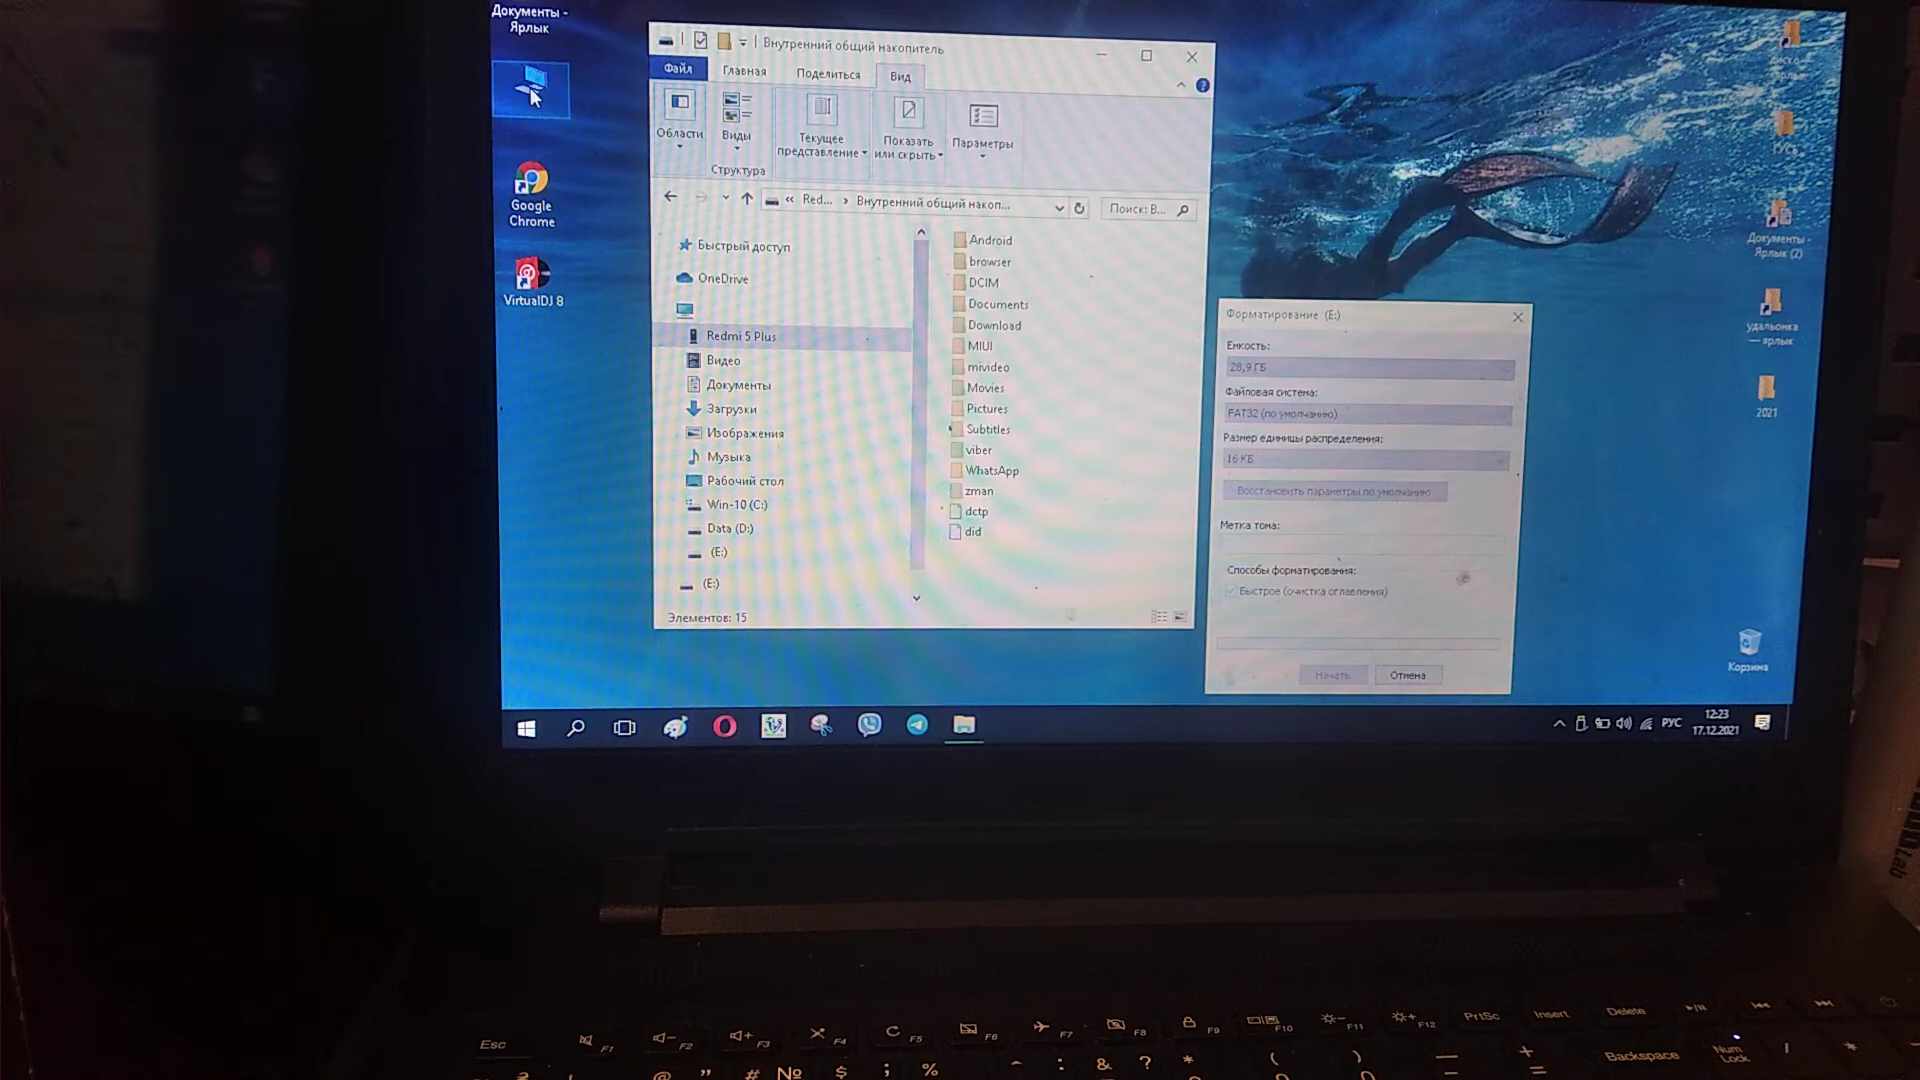 Документы -
Ярлык
Google
Chrome
VirtualDJ 8
Внутренний общий накопитель
Файл
Главная
Поделиться
Вид
Области
Виды
Текущее
представление
Показать
или скрыть
Параметры
Структура
Red...
Внутренний общий накоп...
Поиск: В...
Быстрый доступ
OneDrive
Redmi 5 Plus
Видео
Документы
Загрузки
Изображения
Музыка
Рабочий стол
Win-10 (C:)
Data (D:)
(E:)
(E:)
Android
browser
DCIM
Documents
Download
MIUI
mivideo
Movies
Pictures
Subtitles
viber
WhatsApp
zman
dctp
did
Элементов: 15
Форматирование (E:)
Емкость:
28,9 ГБ
Файловая система:
FAT32 (по умолчанию)
Размер единицы распределения:
16 КБ
Восстановить параметры по умолчанию
Метка тома:
Способы форматирования:
Быстрое (очистка оглавления)
Начать
Отмена
Документы -
Ярлык (2)
удальонка
— ярлык
2021
Корзина
РУС
12:23
17.12.2021
Esc
F1
F2
F3
F4
F5
F6
F7
F8
F9
F10
F11
F12
PrtSc
Insert
Delete
@ " # № $ ; % ^ : & ? * ( ) — + =
Backspace
Num
Lock
/ *